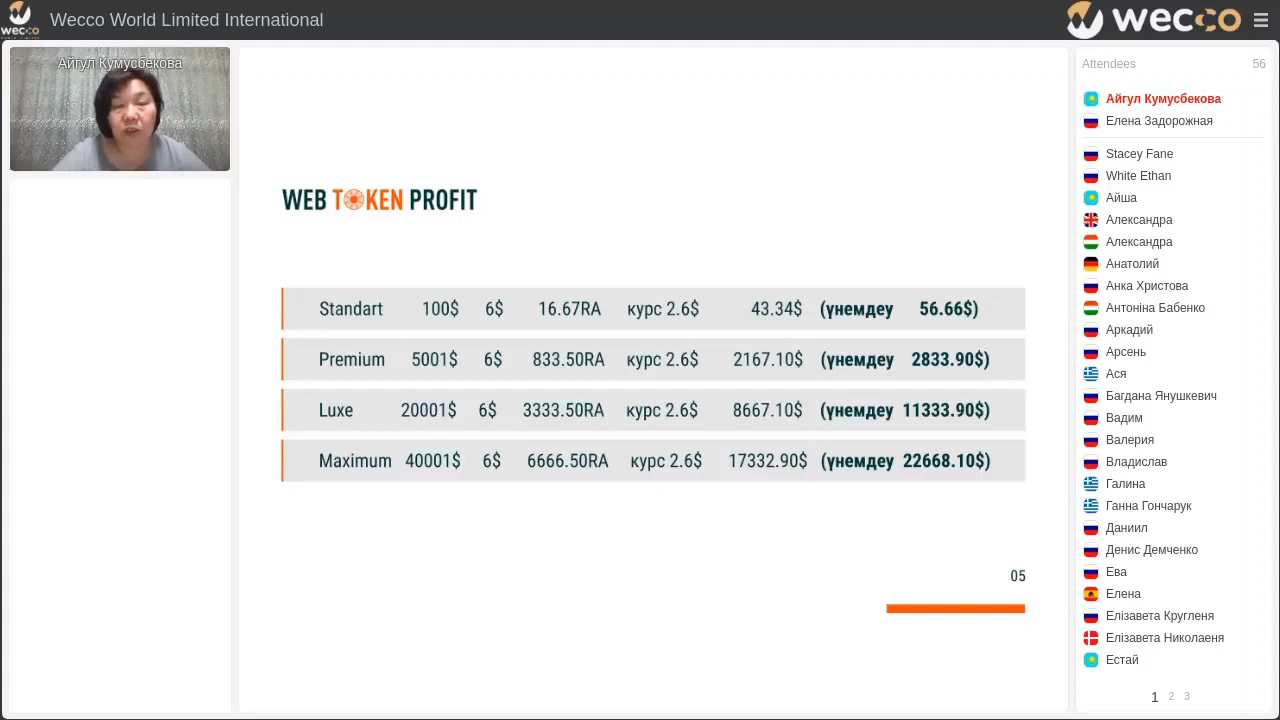 wecco
Wecco World Limited International
wecco
Айгул Кумусбекова
WEB TOKEN PROFIT
Standart 100$ 6$ 16.67RA курс 2.6$ 43.34$ (үнемдеу 56.66$)
Premium 5001$ 6$ 833.50RA курс 2.6$ 2167.10$ (үнемдеу 2833.90$)
Luxe 20001$ 6$ 3333.50RA курс 2.6$ 8667.10$ (үнемдеу 11333.90$)
Maximum 40001$ 6$ 6666.50RA курс 2.6$ 17332.90$ (үнемдеу 22668.10$)
05
Attendees 56
Айгул Кумусбекова
Елена Задорожная
Stacey Fane
White Ethan
Айша
Александра
Александра
Анатолий
Анка Христова
Антоніна Бабенко
Аркадий
Арсень
Ася
Багдана Янушкевич
Вадим
Валерия
Владислав
Галина
Ганна Гончарук
Даниил
Денис Демченко
Ева
Елена
Елізавета Кругленя
Елізавета Николаеня
Естай
1 2 3